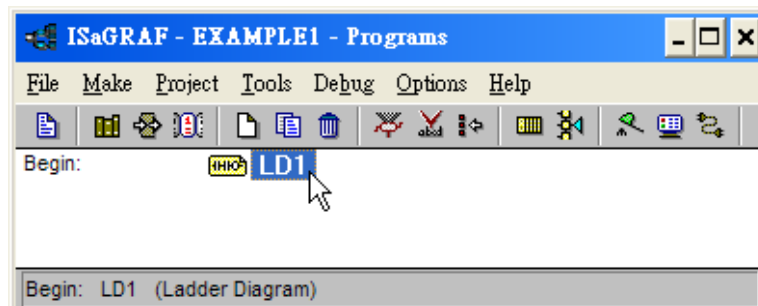 ISaGRAF - EXAMPLE1 - Programs
File Make Project Tools Debug Options Help
Begin: LD1
Begin: LD1 (Ladder Diagram)